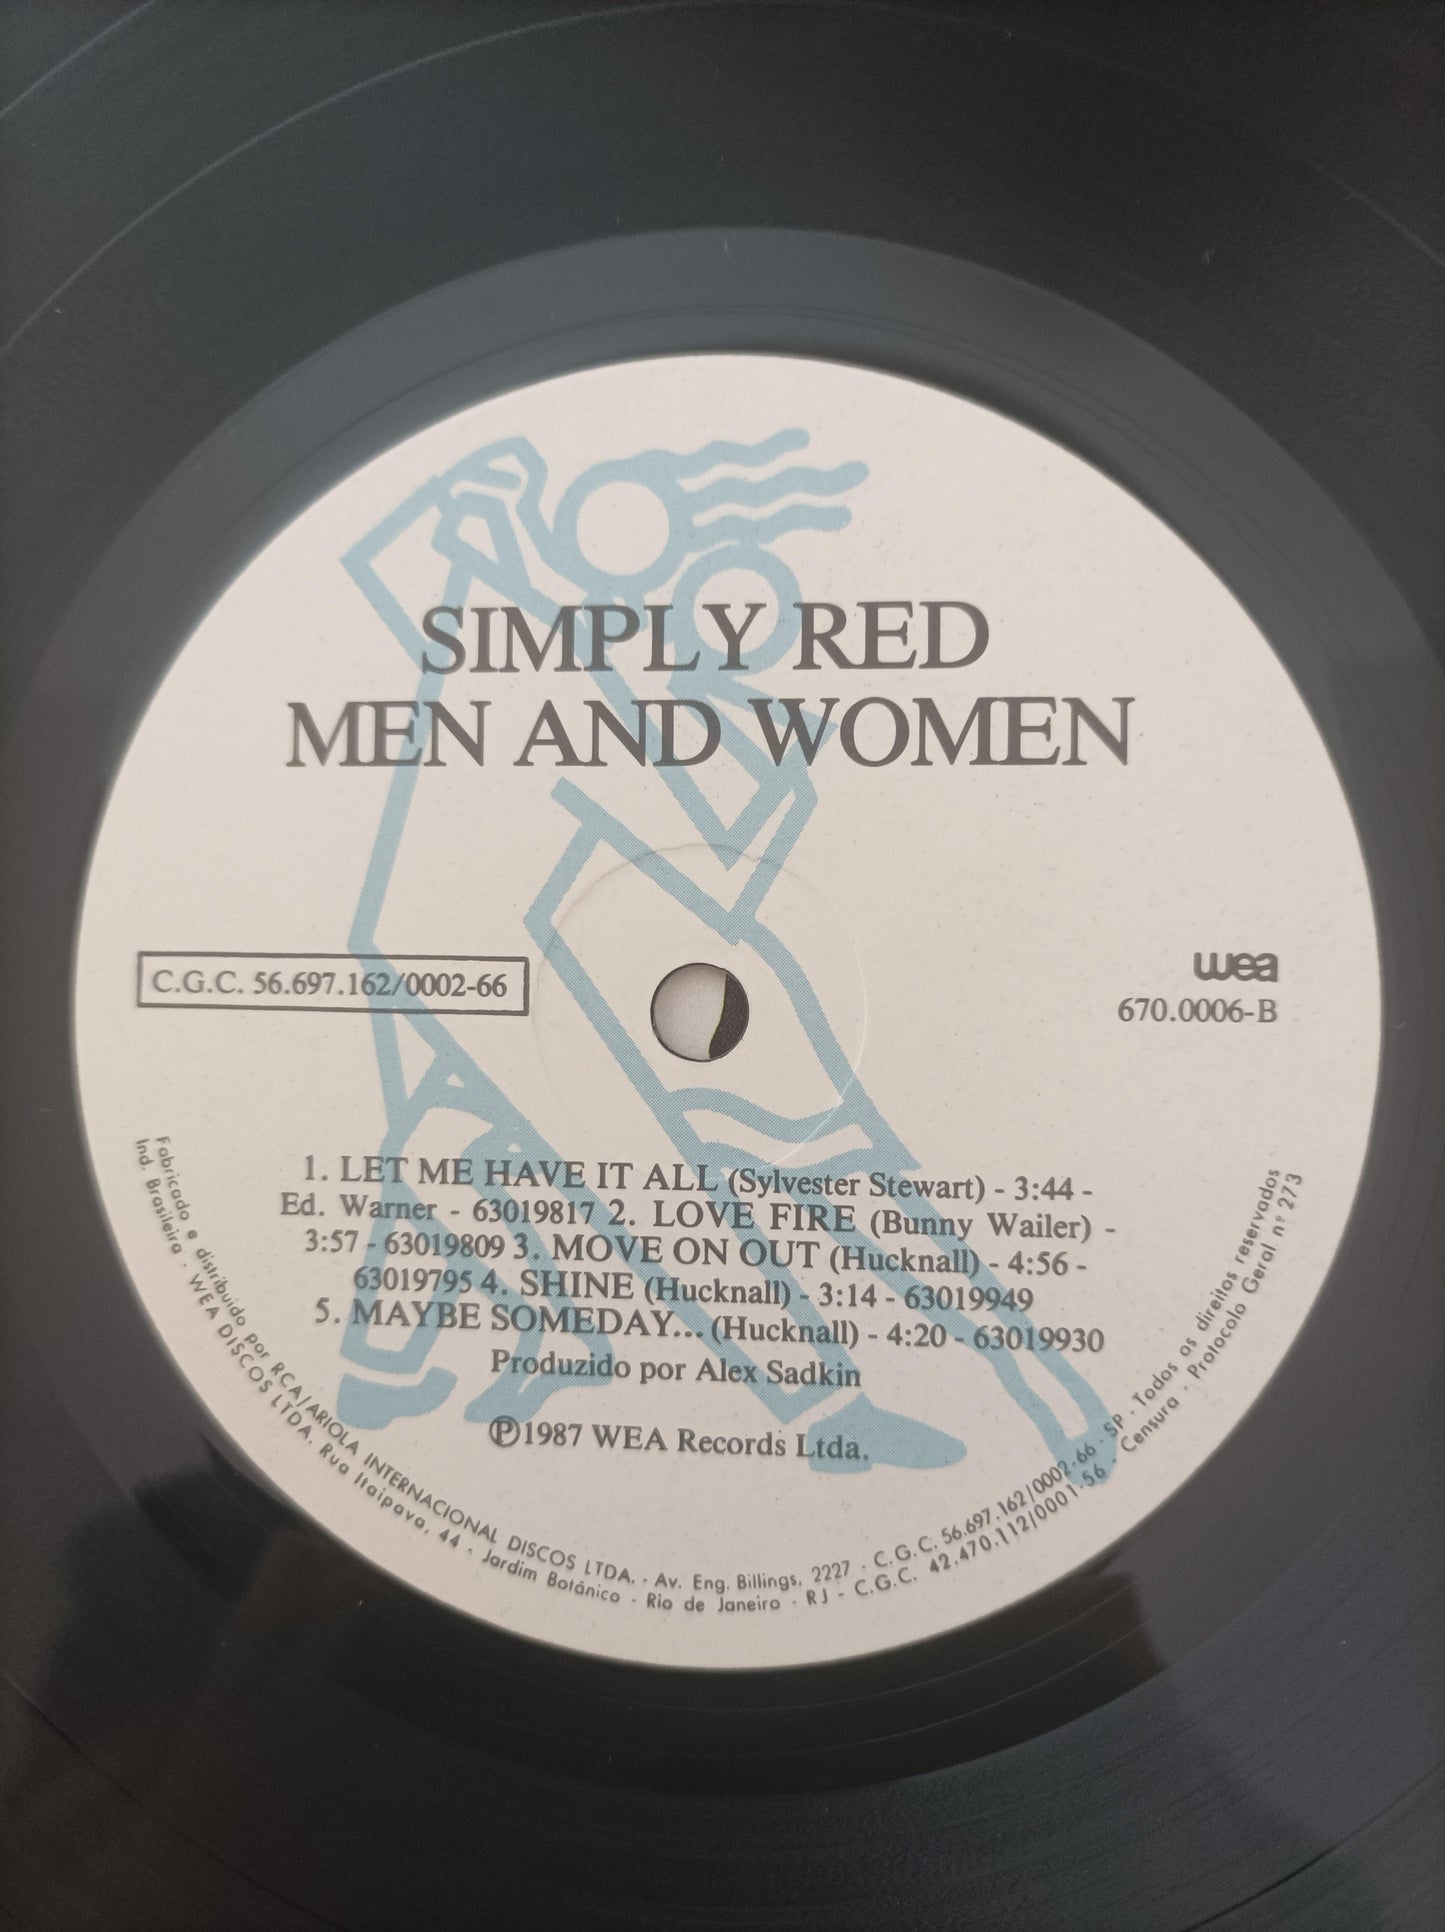 SIMPLY RED
MEN AND WOMEN
C.G.C. 56.697.162/0002-66
wea
670.0006-B
1. LET ME HAVE IT ALL (Sylvester Stewart) - 3:44 -
Ed. Warner - 63019817 2. LOVE FIRE (Bunny Wailer) -
3:57 - 63019809 3. MOVE ON OUT (Hucknall) - 4:56 -
63019795 4. SHINE (Hucknall) - 3:14 - 63019949
5. MAYBE SOMEDAY... (Hucknall) - 4:20 - 63019930
Produzido por Alex Sadkin
Ⓟ1987 WEA Records Ltda.
Fabricado e distribuido por RCA/ARIOLA INTERNACIONAL DISCOS LTDA. - Av. Eng. Billings, 2227 - C.G.C. 56.697.162/0002-66 - SP - Todos os direitos reservados
Ind. Brasileira - WEA DISCOS LTDA. Rua Itaipava, 44 - Jardim Botânico - Rio de Janeiro - RJ - C.G.C. 42.470.112/0001-56 - Censura - Protocolo Geral nº 273